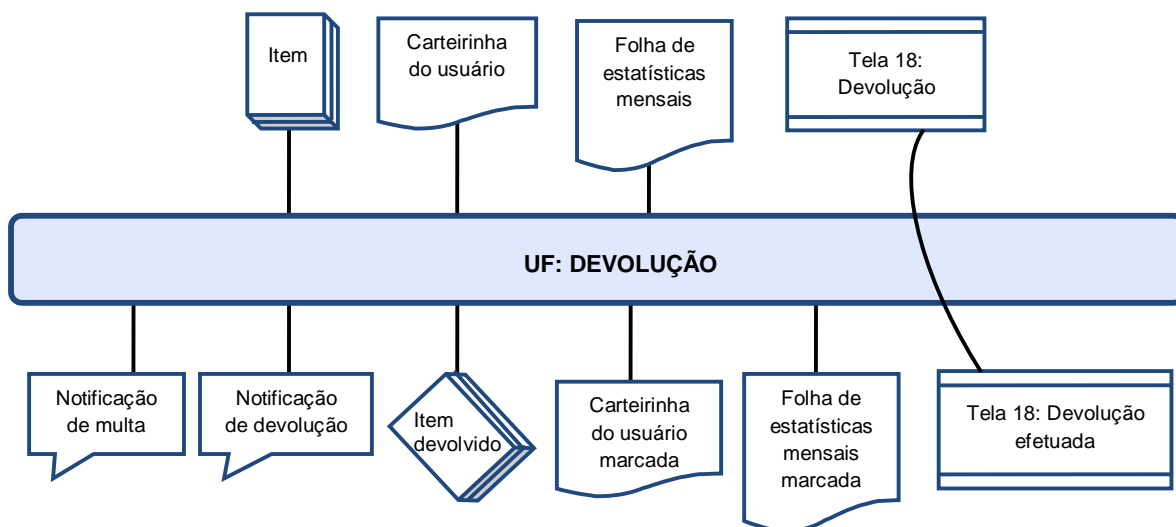 Item
Carteirinha
do usuário
Folha de
estatísticas
mensais
Tela 18:
Devolução
UF: DEVOLUÇÃO
Notificação
de multa
Notificação
de devolução
Item
devolvido
Carteirinha
do usuário
marcada
Folha de
estatísticas
mensais
marcada
Tela 18: Devolução
efetuada